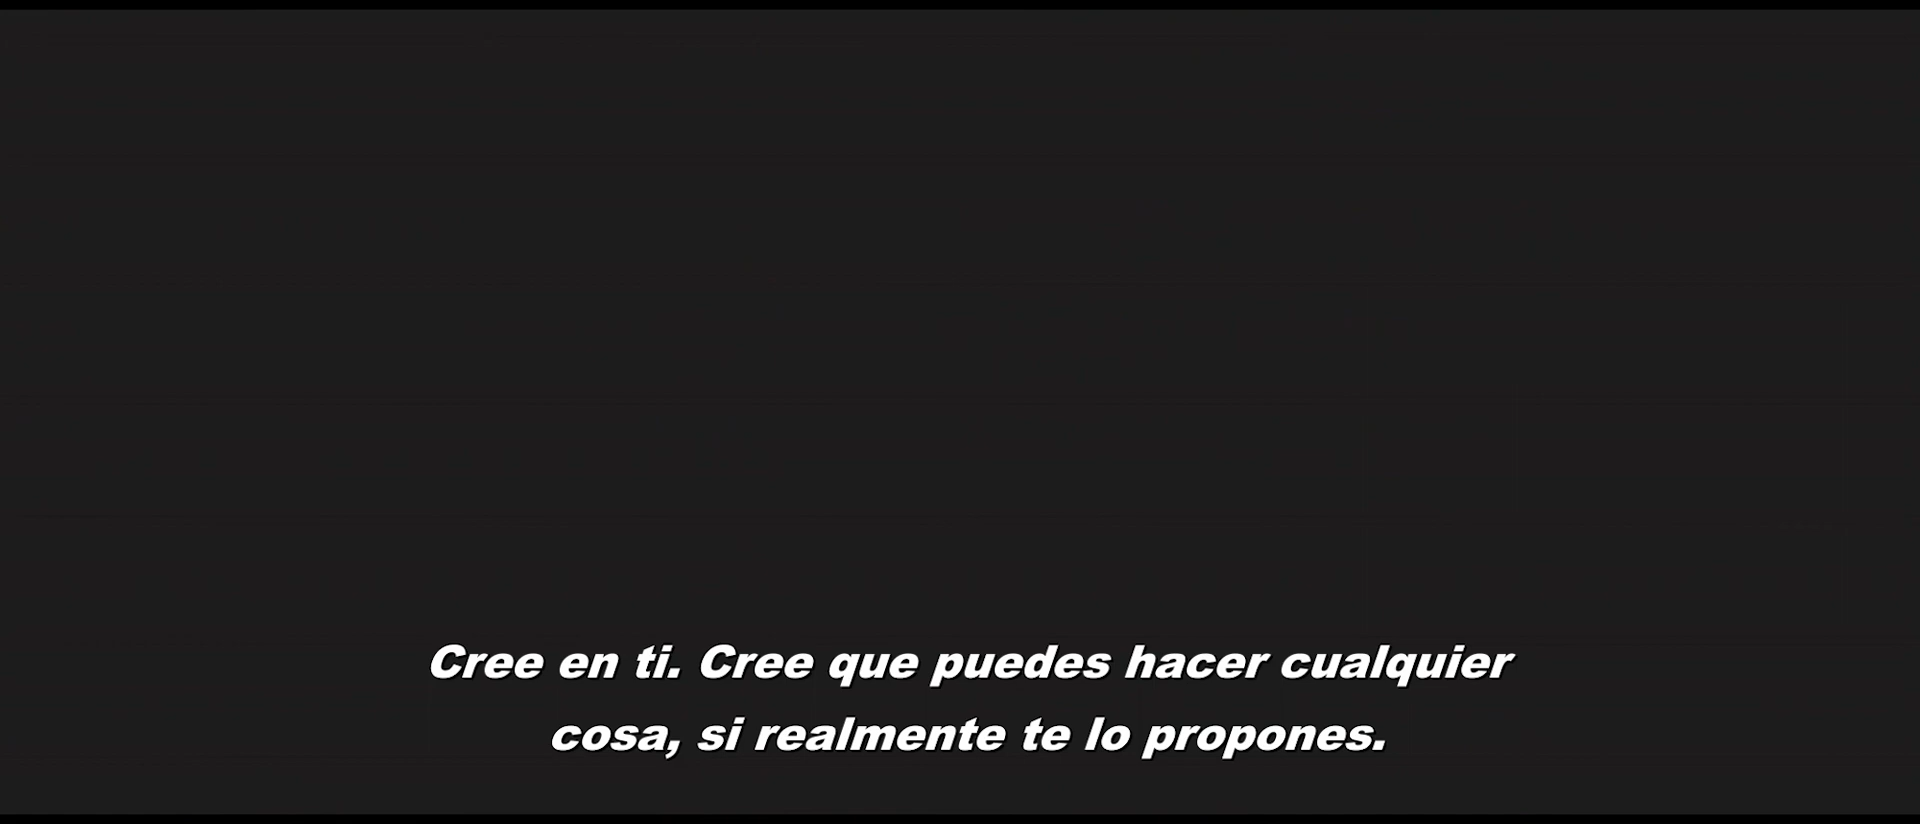 Cree en ti. Cree que puedes hacer cualquier
cosa, si realmente te lo propones.